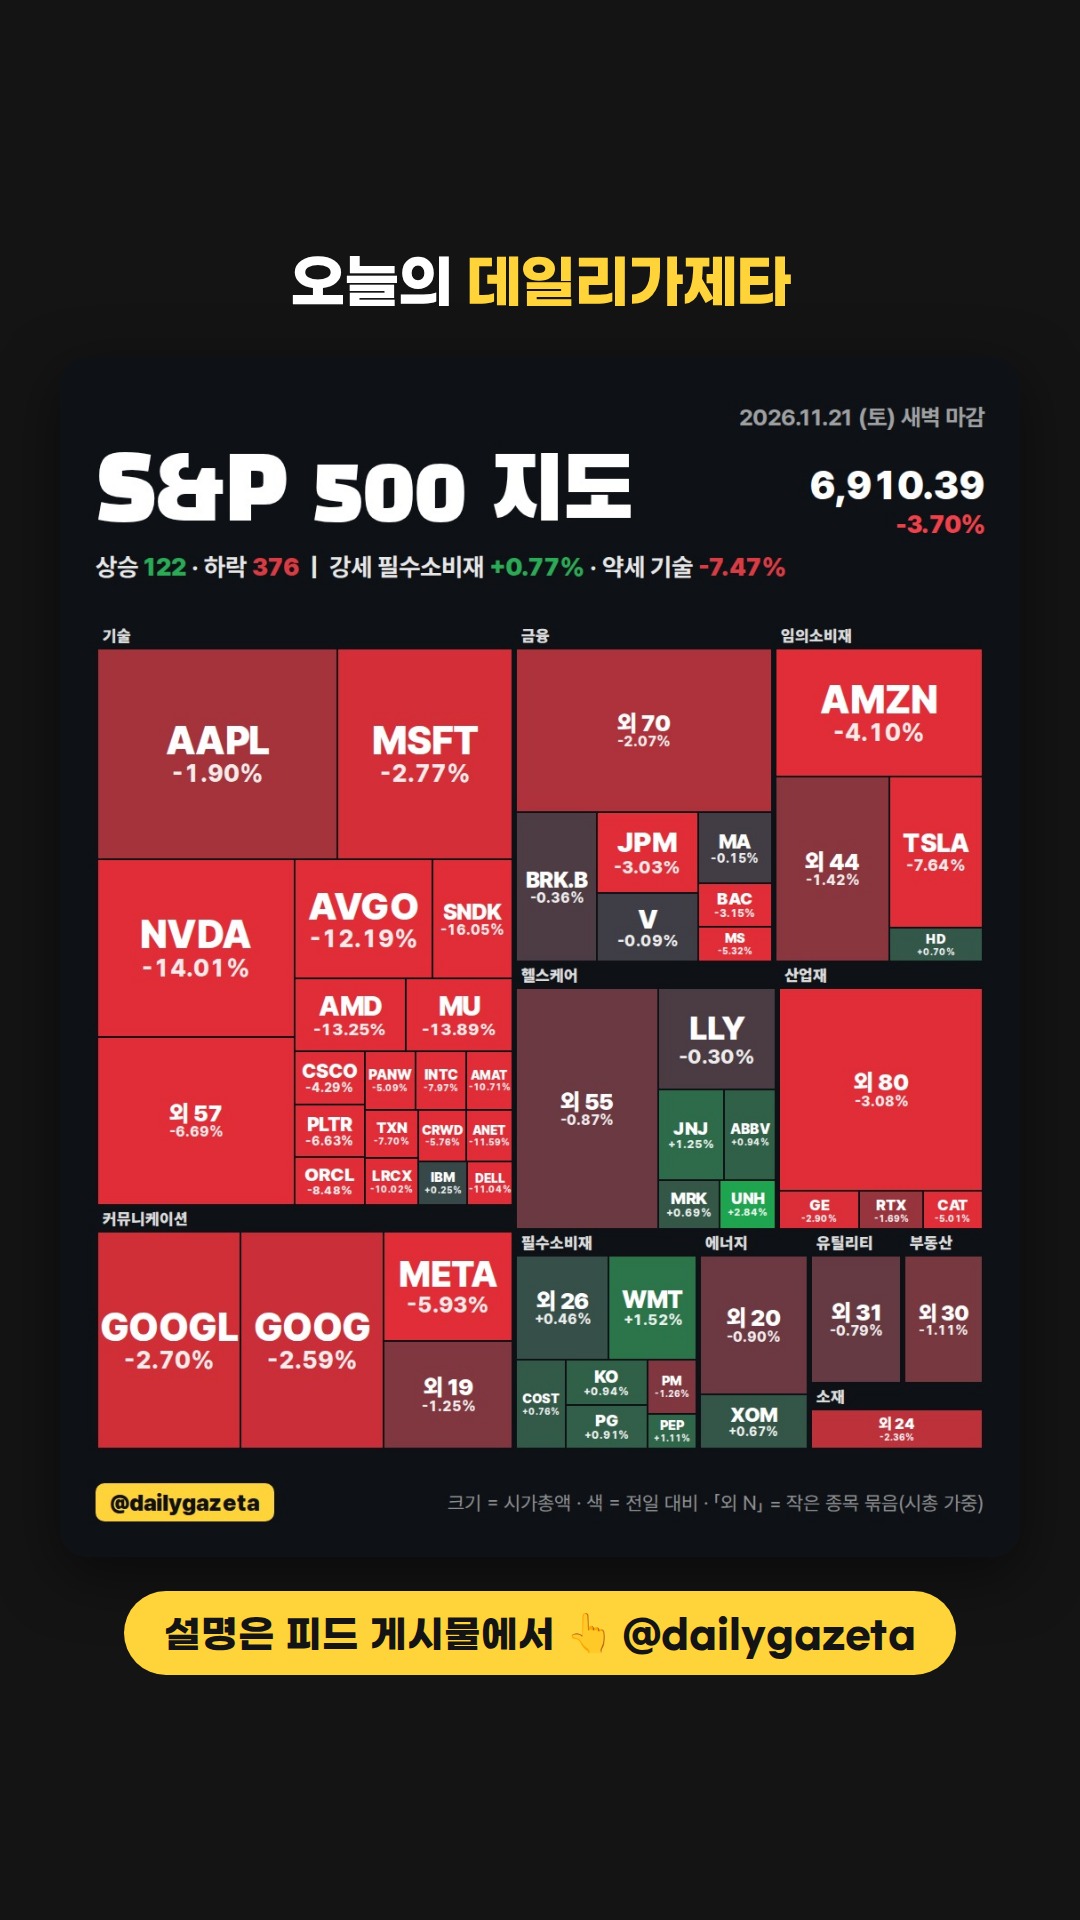 오늘의 데일리가제타
2026.11.21 (토) 새벽 마감
S&P 500 지도
6,910.39
-3.70%
상승 122 · 하락 376 | 강세 필수소비재 +0.77% · 약세 기술 -7.47%
기술
AAPL
-1.90%
MSFT
-2.77%
NVDA
-14.01%
AVGO
-12.19%
SNDK
-16.05%
AMD
-13.25%
MU
-13.89%
외 57
-6.69%
CSCO
-4.29%
PANW
-5.09%
INTC
-7.97%
AMAT
-10.71%
PLTR
-6.63%
TXN
-7.70%
CRWD
-5.76%
ANET
-11.59%
ORCL
-8.48%
LRCX
-10.02%
IBM
+0.25%
DELL
-11.04%
금융
외 70
-2.07%
BRK.B
-0.36%
JPM
-3.03%
MA
-0.15%
V
-0.09%
BAC
-3.15%
MS
-5.32%
임의소비재
AMZN
-4.10%
외 44
-1.42%
TSLA
-7.64%
HD
+0.70%
헬스케어
외 55
-0.87%
LLY
-0.30%
JNJ
+1.25%
ABBV
+0.94%
MRK
+0.69%
UNH
+2.84%
산업재
외 80
-3.08%
GE
-2.90%
RTX
-1.69%
CAT
-5.01%
커뮤니케이션
GOOGL
-2.70%
GOOG
-2.59%
META
-5.93%
외 19
-1.25%
필수소비재
외 26
+0.46%
WMT
+1.52%
COST
+0.76%
KO
+0.94%
PG
+0.91%
PM
-1.26%
PEP
+1.11%
에너지
외 20
-0.90%
XOM
+0.67%
유틸리티
외 31
-0.79%
부동산
외 30
-1.11%
소재
외 24
-2.36%
@dailygazeta
크기 = 시가총액 · 색 = 전일 대비 · 「외 N」 = 작은 종목 묶음(시총 가중)
설명은 피드 게시물에서 👆 @dailygazeta